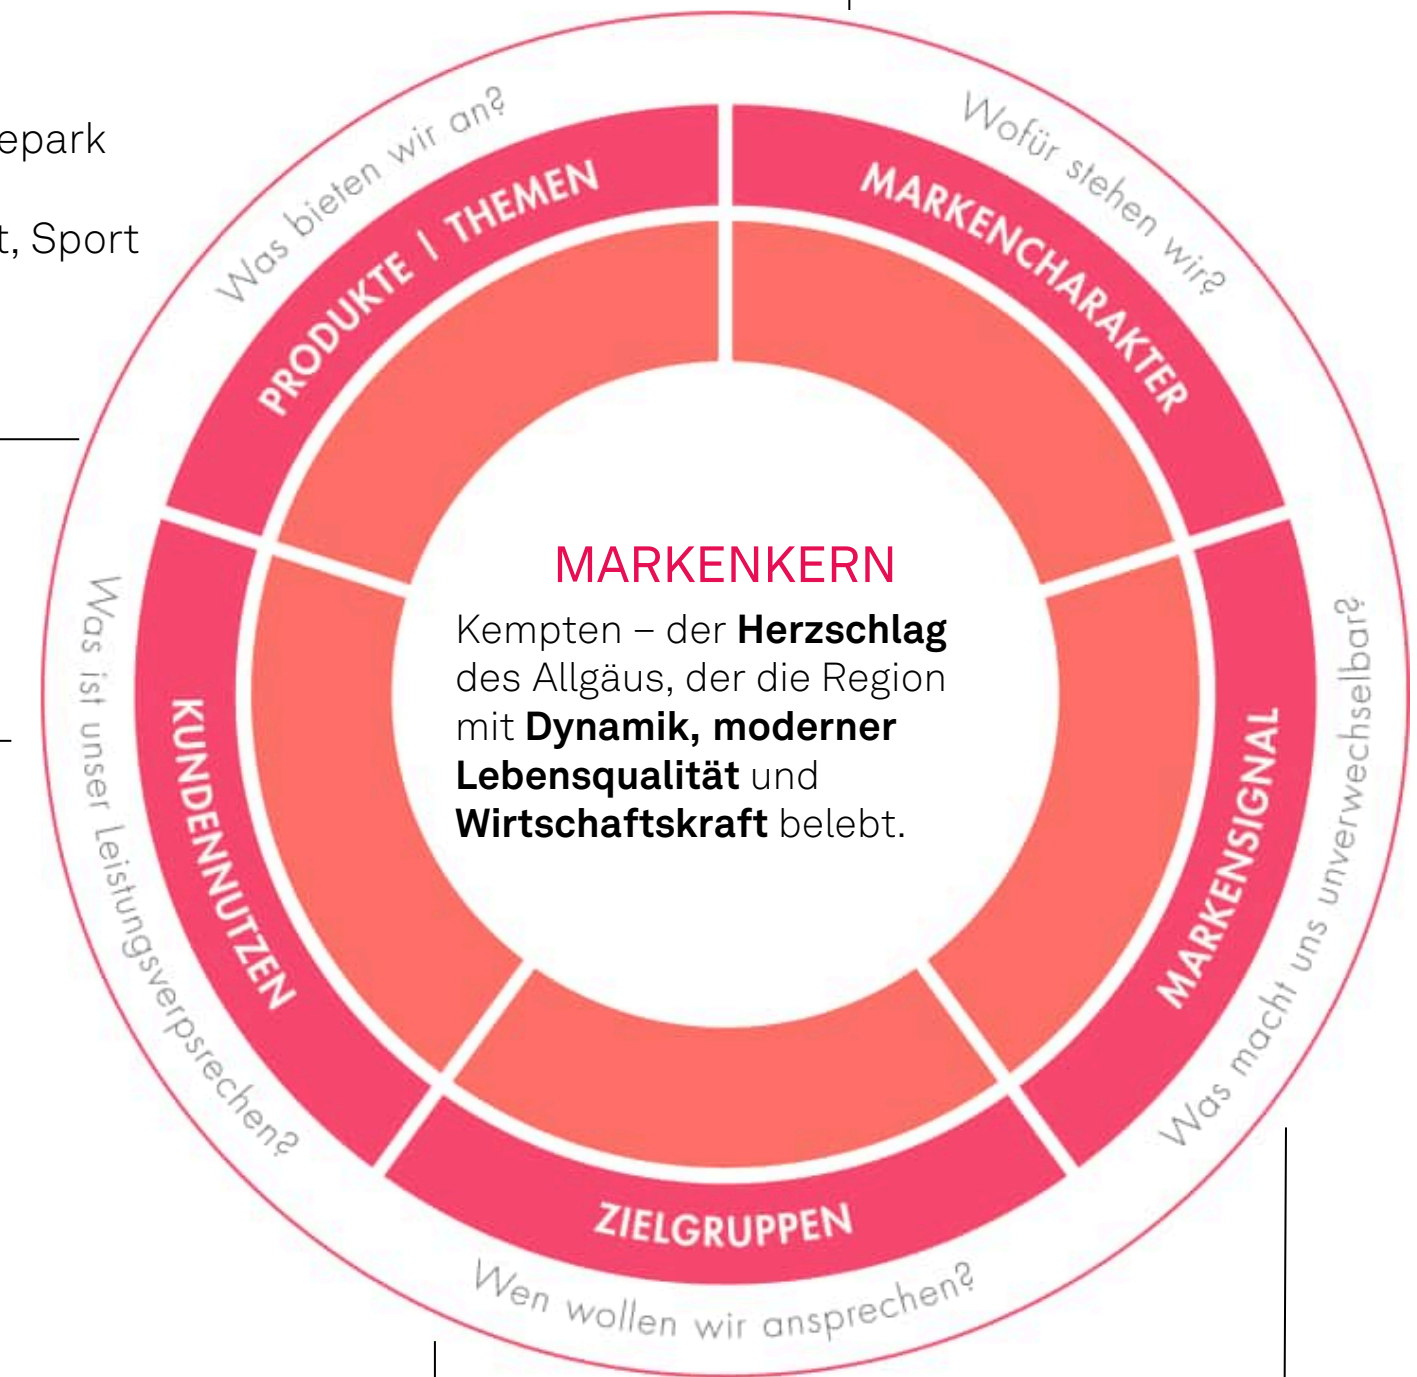 epark
t, Sport
Was bieten wir an?
PRODUKTE | THEMEN
Wofür stehen wir?
MARKENCHARAKTER
MARKENKERN
Kempten – der Herzschlag
des Allgäus, der die Region
mit Dynamik, moderner
Lebensqualität und
Wirtschaftskraft belebt.
Was ist unser Leistungsverpsrechen?
KUNDENNUTZEN
MARKENSIGNAL
Was macht uns unverwechselbar?
ZIELGRUPPEN
Wen wollen wir ansprechen?